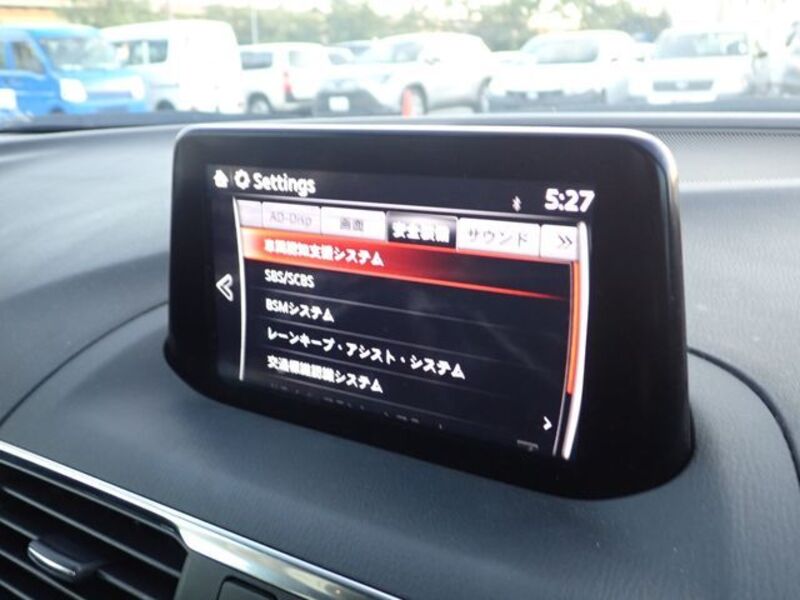 Settings
5:27
AD-Disp 画面 安全装備 サウンド
車両認知支援システム
SBS/SCBS
BSMシステム
レーンキープ・アシスト・システム
交通標識認識システム